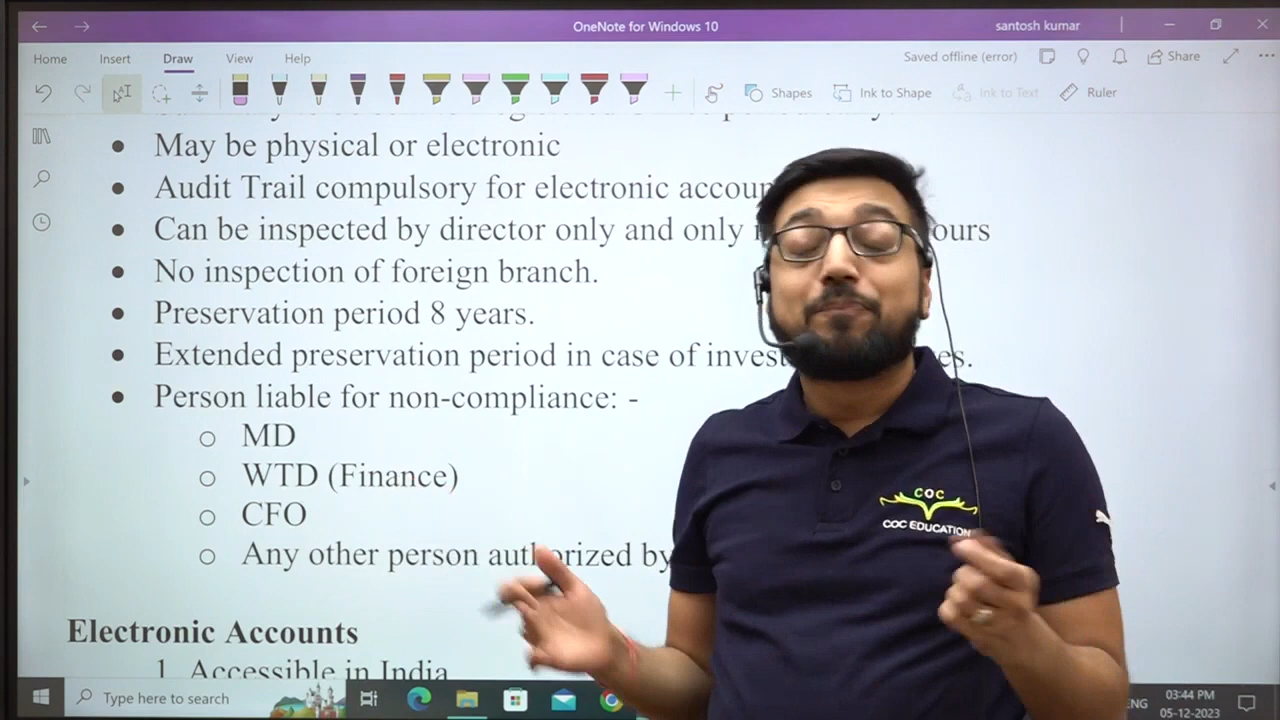 OneNote for Windows 10
santosh kumar
Home Insert Draw View Help
Saved offline (error) Share
Shapes Ink to Shape Ink to Text Ruler
May be physical or electronic
Audit Trail compulsory for electronic
Can be inspected by director only and only
No inspection of foreign branch.
Preservation period 8 years.
Extended preservation period in case of
Person liable for non-compliance: -
MD
WTD (Finance)
CFO
Any other person authorized by
Electronic Accounts
1. Accessible in India
COC
COC EDUCATION
Type here to search
ENG 03:44 PM
05-12-2023